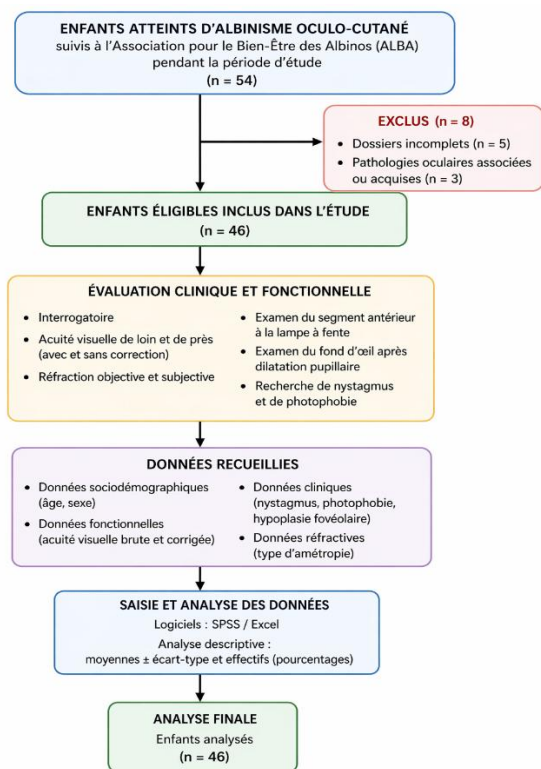 ENFANTS ATTEINTS D'ALBINISME OCULO-CUTANÉ
suivis à l'Association pour le Bien-Être des Albinos (ALBA)
pendant la période d'étude
(n = 54)
EXCLUS (n = 8)
• Dossiers incomplets (n = 5)
• Pathologies oculaires associées
ou acquises (n = 3)
ENFANTS ÉLIGIBLES INCLUS DANS L'ÉTUDE
(n = 46)
ÉVALUATION CLINIQUE ET FONCTIONNELLE
• Interrogatoire
• Acuité visuelle de loin et de près
(avec et sans correction)
• Réfraction objective et subjective
• Examen du segment antérieur
à la lampe à fente
• Examen du fond d'œil après
dilatation pupillaire
• Recherche de nystagmus
et de photophobie
DONNÉES RECUEILLIES
• Données sociodémographiques
(âge, sexe)
• Données fonctionnelles
(acuité visuelle brute et corrigée)
• Données cliniques
(nystagmus, photophobie,
hypoplasie fovéolaire)
• Données réfractives
(type d'amétropie)
SAISIE ET ANALYSE DES DONNÉES
Logiciels : SPSS / Excel
Analyse descriptive :
moyennes ± écart-type et effectifs (pourcentages)
ANALYSE FINALE
Enfants analysés
(n = 46)